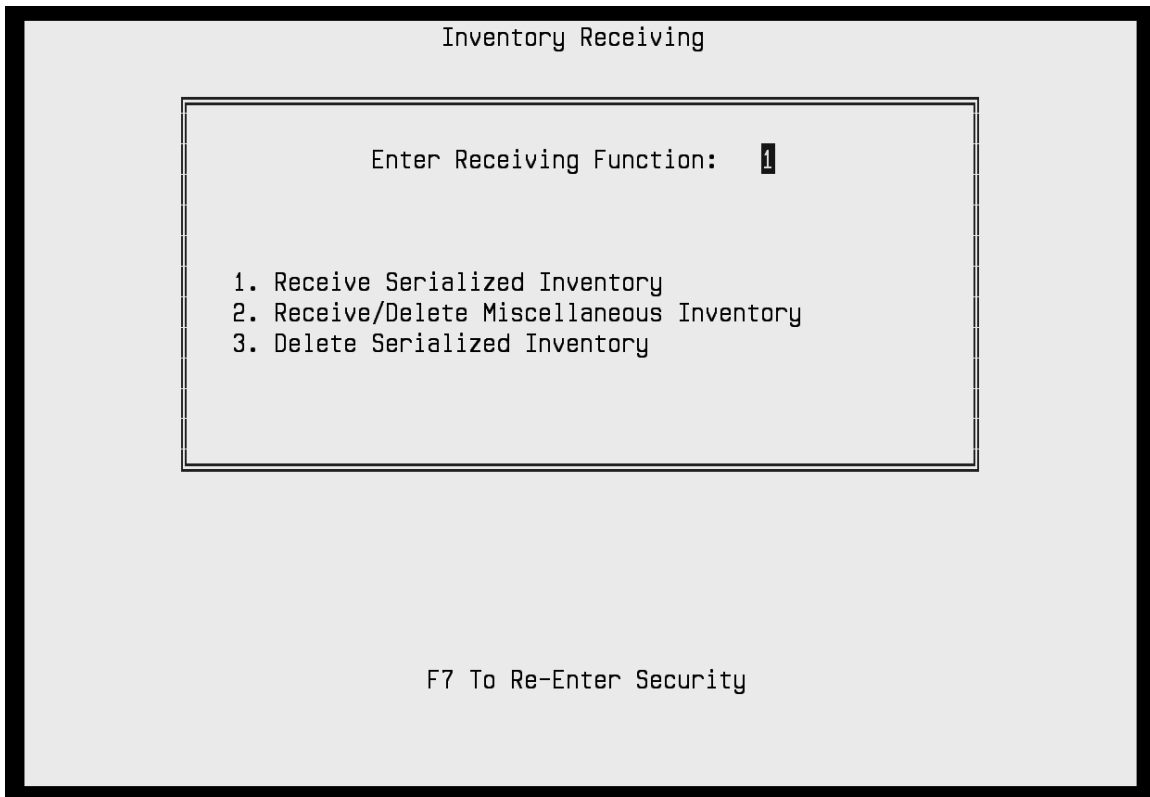 Inventory Receiving
Enter Receiving Function: 1
1. Receive Serialized Inventory
2. Receive/Delete Miscellaneous Inventory
3. Delete Serialized Inventory
F7 To Re-Enter Security